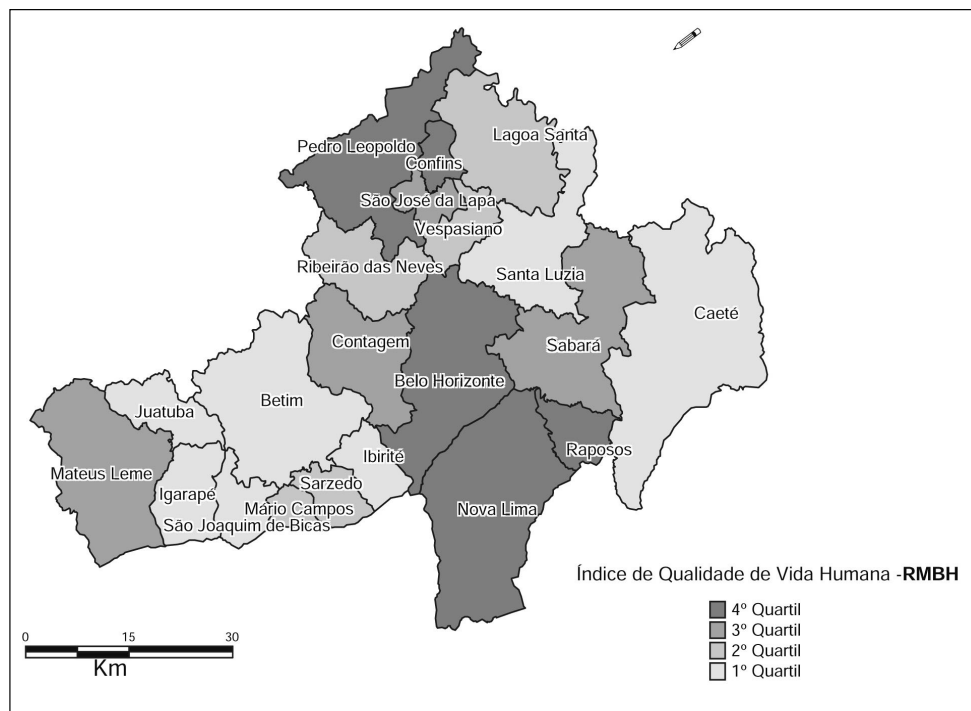 Lagoa Santa
Pedro Leopoldo
Confins
São José da Lapa
Vespasiano
Ribeirão das Neves
Santa Luzia
Caeté
Contagem
Sabará
Belo Horizonte
Betim
Juatuba
Ibirité
Raposos
Mateus Leme
Sarzedo
Igarapé
Mário Campos
Nova Lima
São Joaquim de Bicas
Índice de Qualidade de Vida Humana -RMBH
4º Quartil
3º Quartil
2º Quartil
1º Quartil
0 15 30
Km